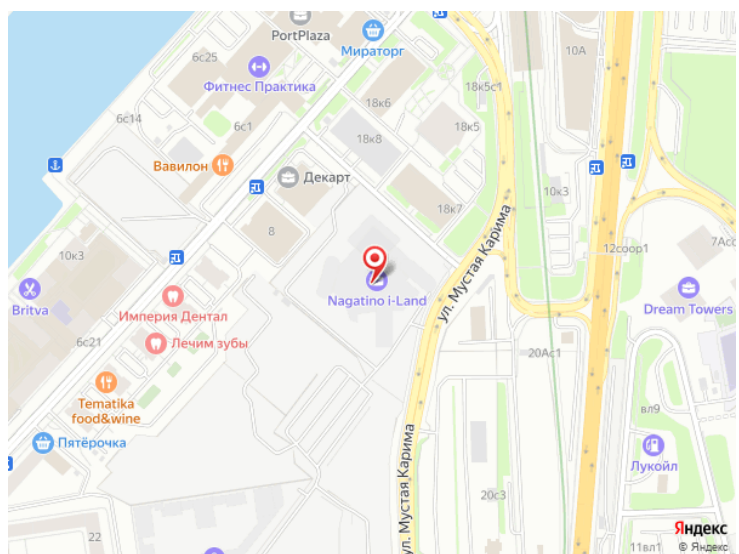 PortPlaza
Мираторг
6с25
10А
18к5с1
Фитнес Практика
18к6
6с14
6с1
18к8
18к5
Вавилон
Декарт
10к3
18к7
8
12соор1
10к3
ул. Мустая Карима
Nagatino i-Land
Britva
Империя Дентал
Dream Towers
6с21
Лечим зубы
20Ас1
Tematika
food&wine
вл9
Пятёрочка
ул. Мустая Карима
Лукойл
20с3
22
11вл1
Яндекс
© Яндекс